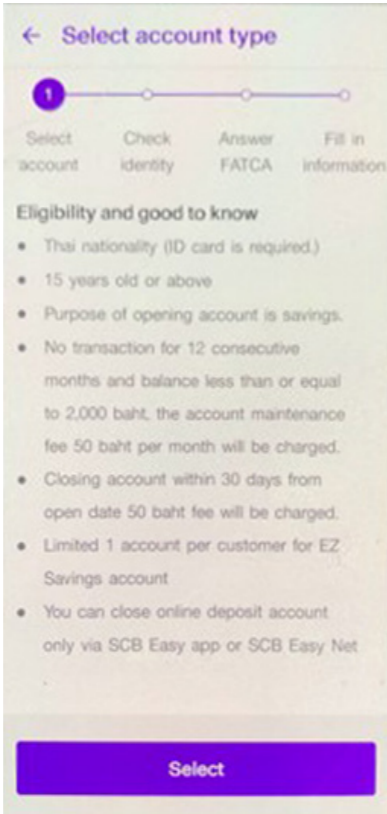 ← Select account type
1
Select Check Answer Fill in
account identity FATCA information
Eligibility and good to know
• Thai nationality (ID card is required.)
• 15 years old or above
• Purpose of opening account is savings.
• No transaction for 12 consecutive
months and balance less than or equal
to 2,000 baht, the account maintenance
fee 50 baht per month will be charged.
• Closing account within 30 days from
open date 50 baht fee will be charged.
• Limited 1 account per customer for EZ
Savings account
• You can close online deposit account
only via SCB Easy app or SCB Easy Net
Select